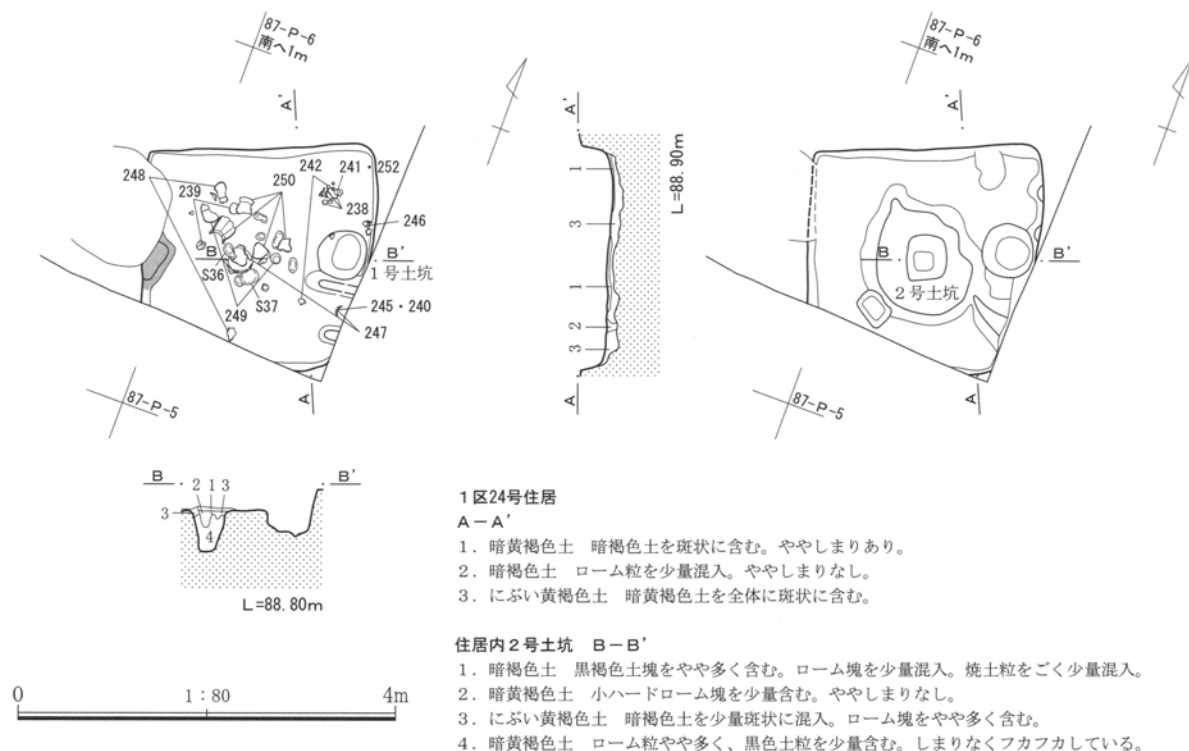 87-P-6
南へ1m
A'
242
241・252
248
239
250
238
246
B
B'
S36
1号土坑
S37
245・240
249
247
A
87-P-5
A'
1
3
1
2
3
A
L=88.90m
87-P-6
南へ1m
A'
B
B'
2号土坑
A
87-P-5
B
2 1 3
B'
3
4
L=88.80m
0
1:80
4m
1区24号住居
A－A'
1．暗黄褐色土　暗褐色土を斑状に含む。ややしまりあり。
2．暗褐色土　ローム粒を少量混入。ややしまりなし。
3．にぶい黄褐色土　暗黄褐色土を全体に斑状に含む。
住居内2号土坑　B－B'
1．暗褐色土　黒褐色土塊をやや多く含む。ローム塊を少量混入。焼土粒をごく少量混入。
2．暗黄褐色土　小ハードローム塊を少量含む。ややしまりなし。
3．にぶい黄褐色土　暗褐色土を少量斑状に混入。ローム塊をやや多く含む。
4．暗黄褐色土　ローム粒やや多く、黒色土粒を少量含む。しまりなくフカフカしている。